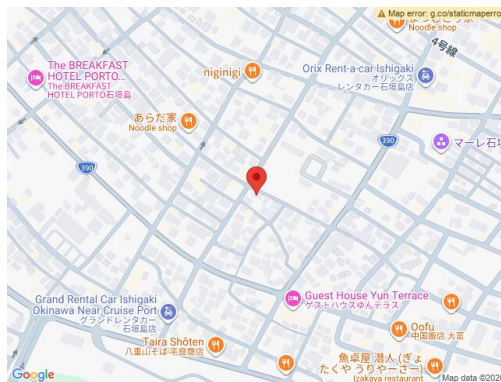 Map error: g.co/staticmaperro
Noodle shop
4号線
The BREAKFAST
HOTEL PORTO...
The BREAKFAST
HOTEL PORTO石垣島
niginigi
Orix Rent-a-car Ishigaki
オリックス
レンタカー石垣島店
あらだ家
Noodle shop
390
マーレ石垣
390
Guest House Yun Terrace
ゲストハウスゆんテラス
Grand Rental Car Ishigaki
Okinawa Near Cruise Port
グランドレンタカー
石垣島店
Oofu
中国飯店 大富
Taira Shōten
八重山そば 平良商店
魚卓屋 潜人 (ぎょ
たくや うりやーさー)
Izakaya restaurant
Google
Map data ©202